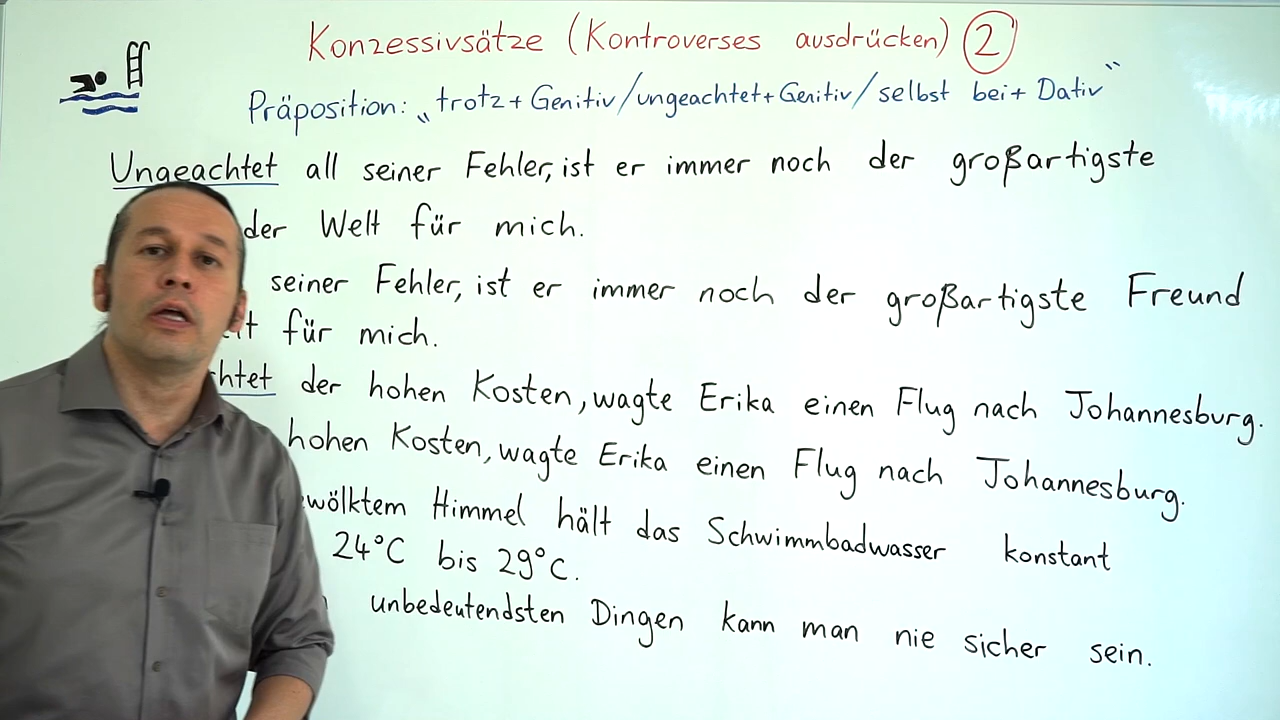 Konzessivsätze (Kontroverses ausdrücken) 2
Präposition: „trotz + Genitiv/ungeachtet + Genitiv/selbst bei + Dativ“
Ungeachtet all seiner Fehler, ist er immer noch der großartigste
der Welt für mich.
seiner Fehler, ist er immer noch der großartigste Freund
für mich.
der hohen Kosten, wagte Erika einen Flug nach Johannesburg.
hohen Kosten, wagte Erika einen Flug nach Johannesburg.
Himmel hält das Schwimmbadwasser konstant
24°C bis 29°C.
unbedeutendsten Dingen kann man nie sicher sein.